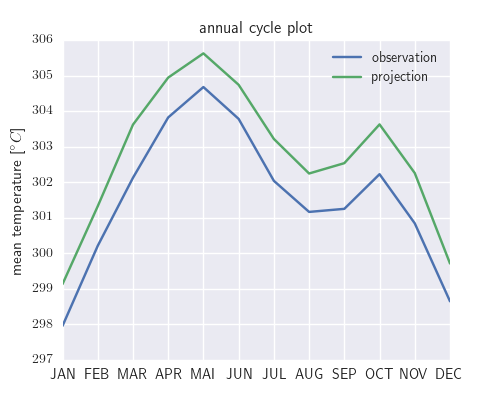 annual cycle plot
306
305
304
303
302
301
300
299
298
297
mean temperature [°C]
observation
projection
JAN FEB MAR APR MAI JUN JUL AUG SEP OCT NOV DEC